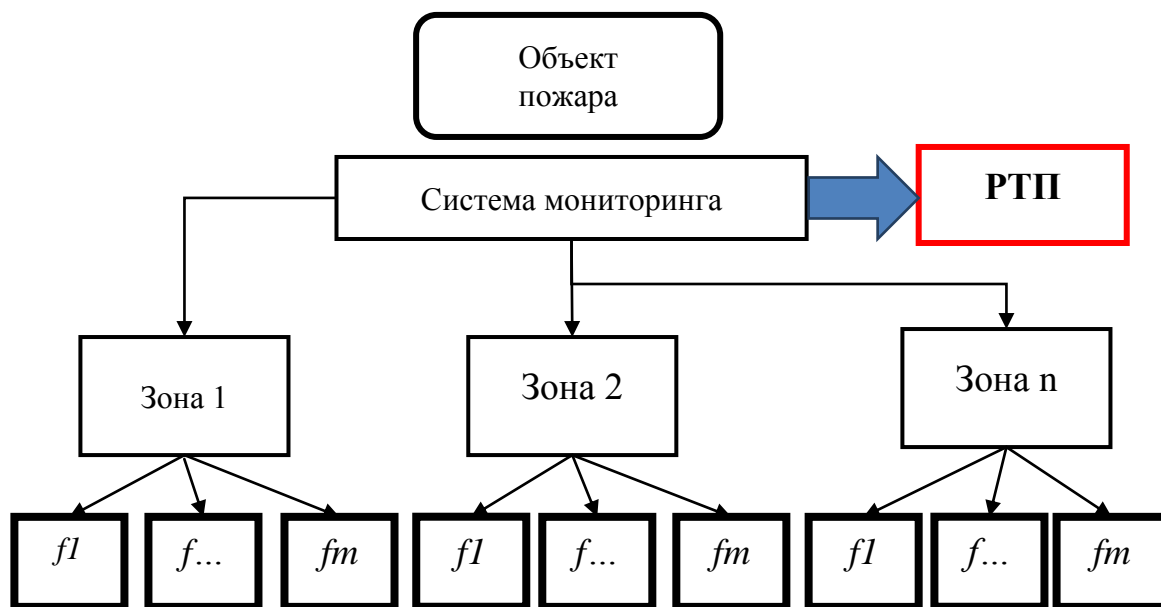 Объект
пожара
Система мониторинга
РТП
Зона 1
Зона 2
Зона n
f1
f...
fm
f1
f...
fm
f1
f...
fm